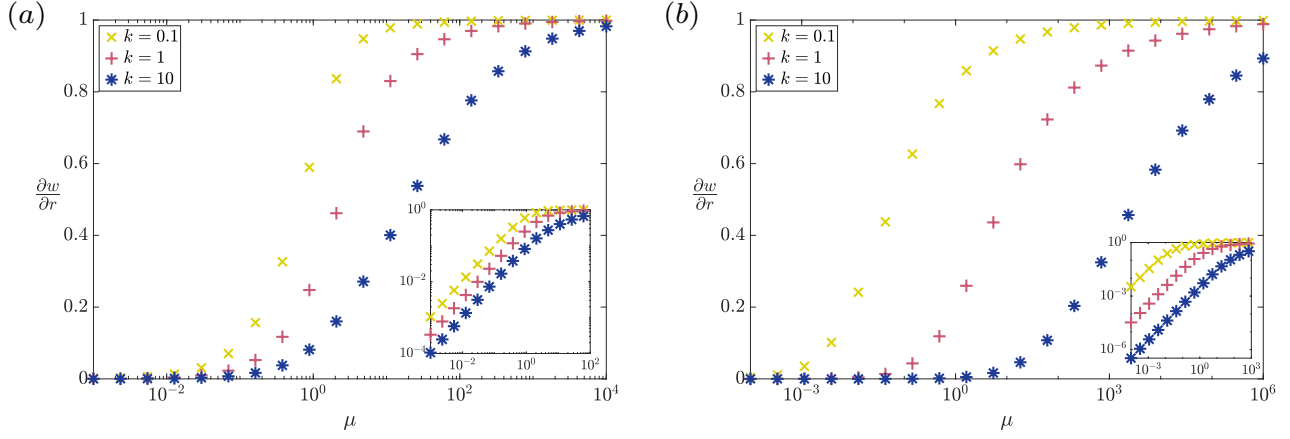 (a)
1
0.8
0.6
0.4
0.2
0
∂w/∂r
k = 0.1
k = 1
k = 10
10^0
10^-2
10^-4
10^-2 10^0 10^2
10^-2 10^0 10^2 10^4
μ
(b)
1
0.8
0.6
0.4
0.2
0
∂w/∂r
k = 0.1
k = 1
k = 10
10^0
10^-3
10^-6
10^-3 10^0 10^3
10^-3 10^0 10^3 10^6
μ